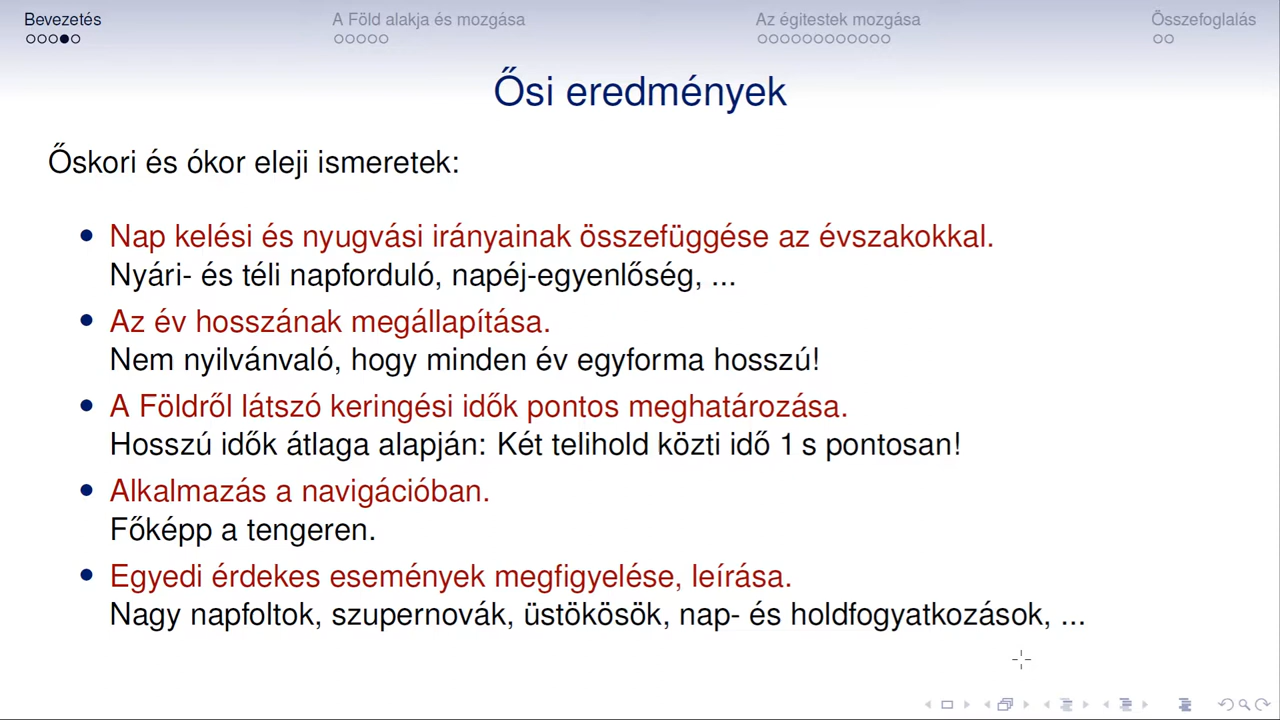 Bevezetés
A Föld alakja és mozgása
Az égitestek mozgása
Összefoglalás
Ősi eredmények
Őskori és ókor eleji ismeretek:
Nap kelési és nyugvási irányainak összefüggése az évszakokkal.
Nyári- és téli napforduló, napéj-egyenlőség, ...
Az év hosszának megállapítása.
Nem nyilvánvaló, hogy minden év egyforma hosszú!
A Földről látszó keringési idők pontos meghatározása.
Hosszú idők átlaga alapján: Két telihold közti idő 1 s pontosan!
Alkalmazás a navigációban.
Főképp a tengeren.
Egyedi érdekes események megfigyelése, leírása.
Nagy napfoltok, szupernovák, üstökösök, nap- és holdfogyatkozások, ...